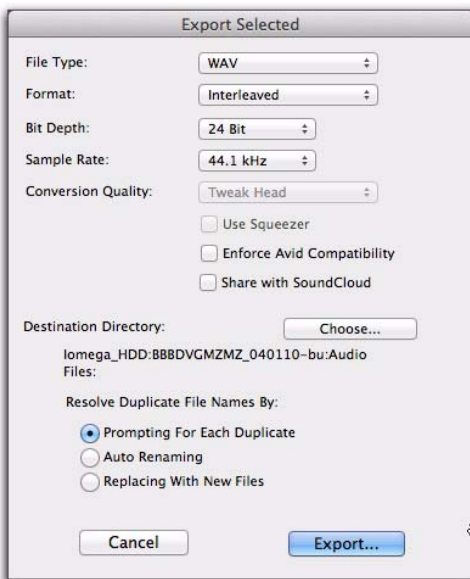 Export Selected
File Type: WAV
Format: Interleaved
Bit Depth: 24 Bit
Sample Rate: 44.1 kHz
Conversion Quality: Tweak Head
Use Squeezer
Enforce Avid Compatibility
Share with SoundCloud
Destination Directory: Choose...
Iomega_HDD:BBBDVGMZMZ_040110-bu:Audio
Files:
Resolve Duplicate File Names By:
Prompting For Each Duplicate
Auto Renaming
Replacing With New Files
Cancel Export...